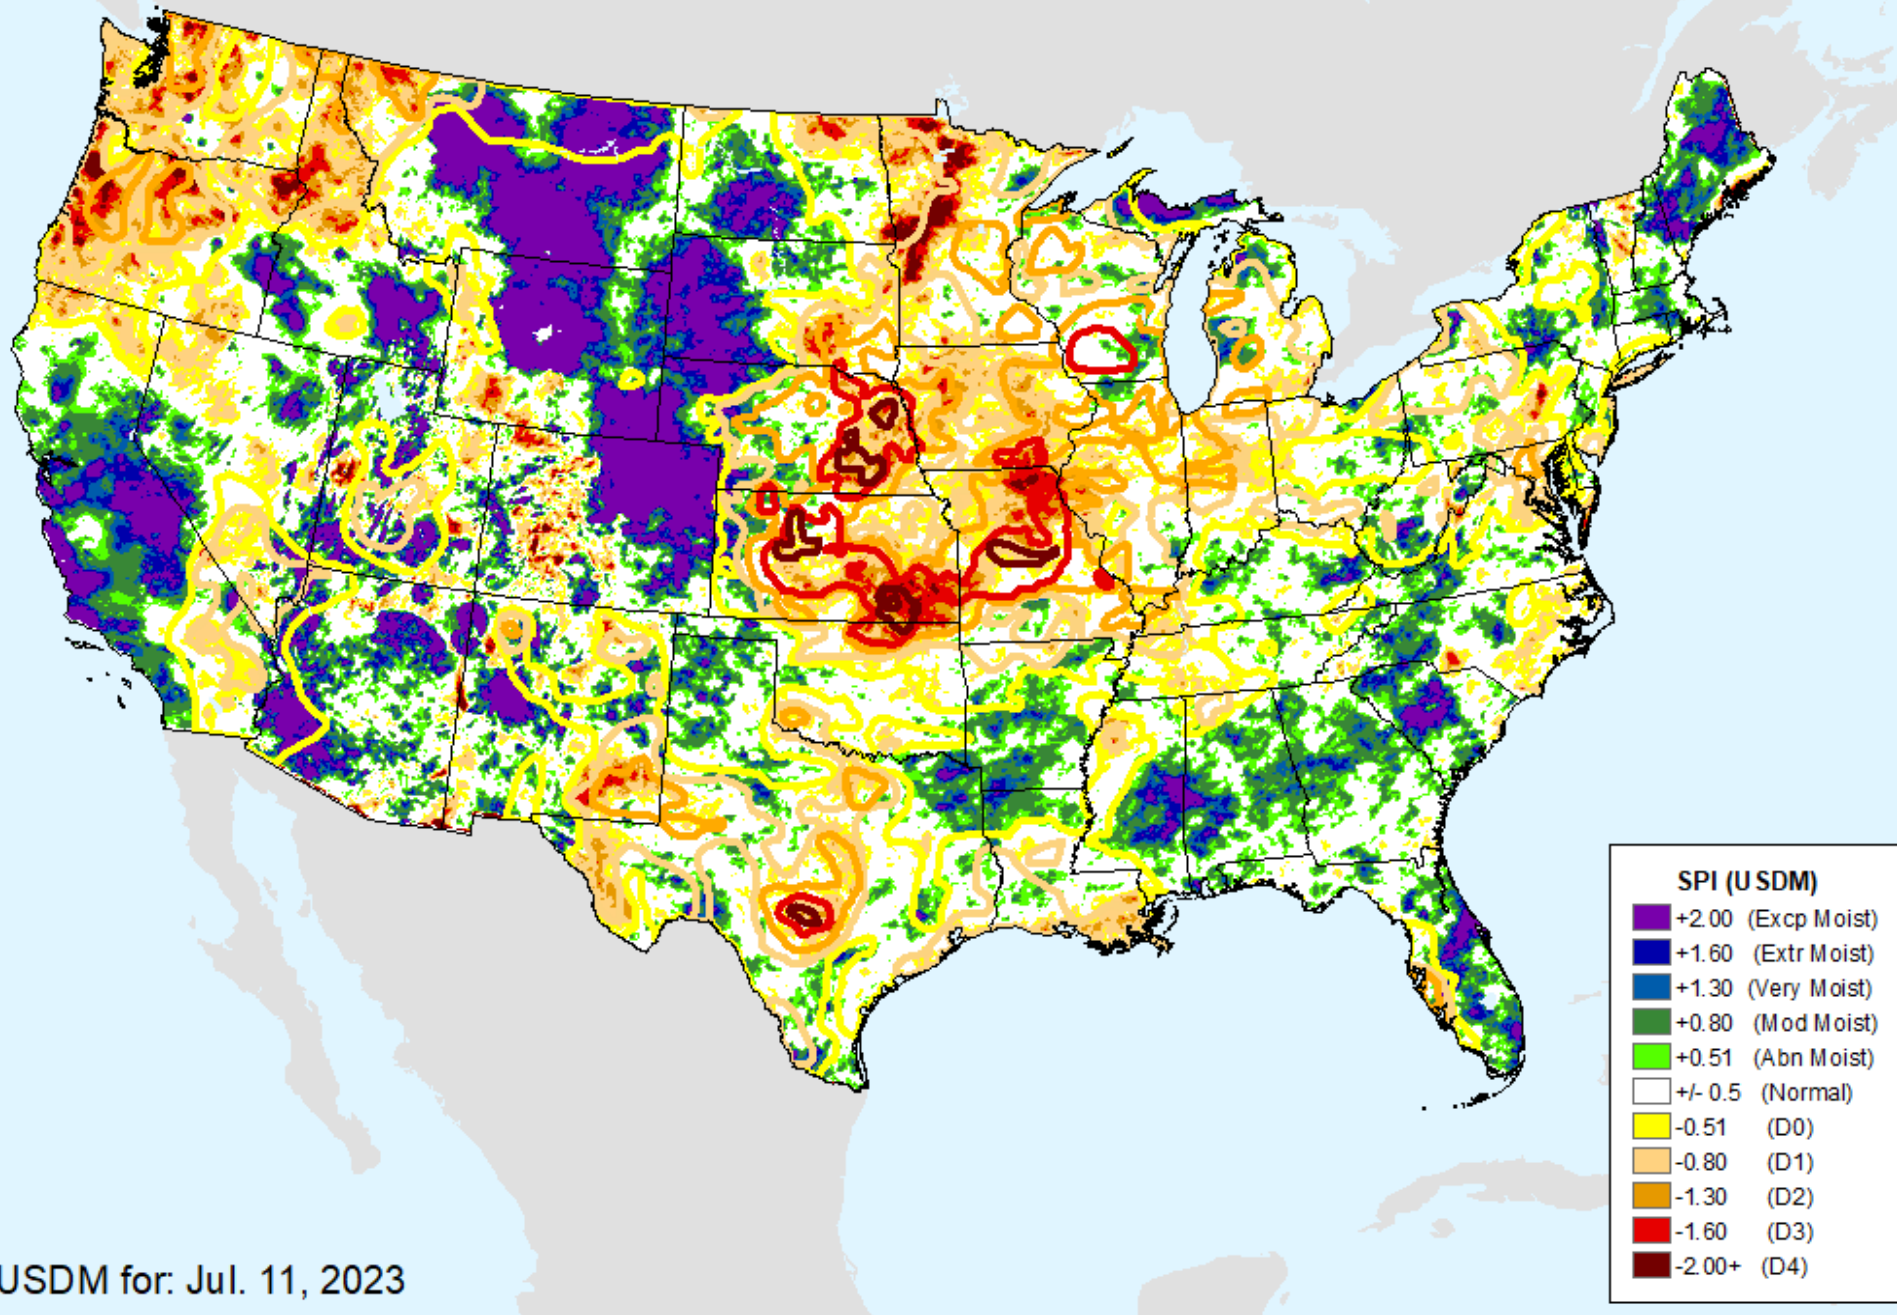 SPI (USDM)
+2.00 (Excp Moist)
+1.60 (Extr Moist)
+1.30 (Very Moist)
+0.80 (Mod Moist)
+0.51 (Abn Moist)
+/- 0.5 (Normal)
-0.51 (D0)
-0.80 (D1)
-1.30 (D2)
-1.60 (D3)
-2.00+ (D4)
USDM for: Jul. 11, 2023